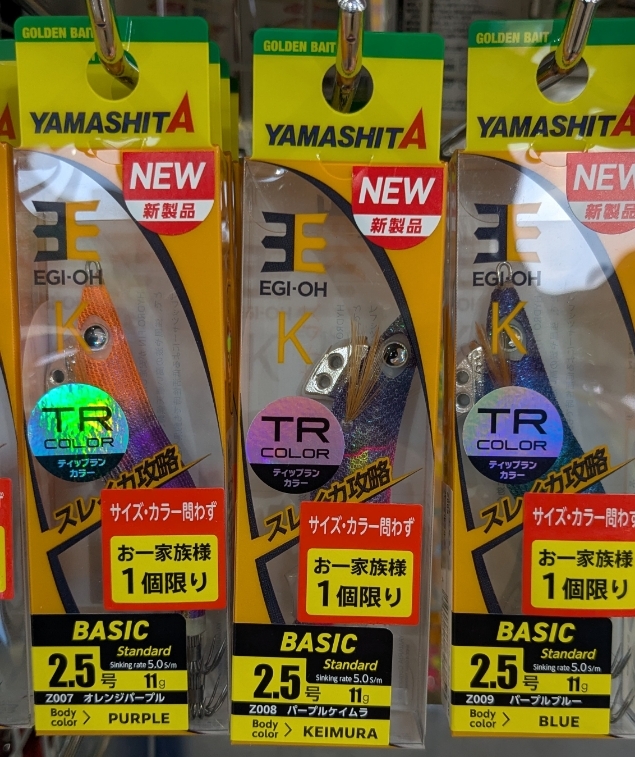 GOLDEN BAIT
YAMASHITA
NEW
新製品
EGI-OH
K
TR
COLOR
ティップラン
カラー
スレイカ攻略
サイズ・カラー問わず
お一家族様
1個限り
BASIC
Standard
Sinking rate 5.0 s/m
2.5号 11g
Z007 オレンジパープル
Body color > PURPLE
GOLDEN BAIT
YAMASHITA
NEW
新製品
EGI-OH
K
TR
COLOR
ティップラン
カラー
スレイカ攻略
サイズ・カラー問わず
お一家族様
1個限り
BASIC
Standard
Sinking rate 5.0 s/m
2.5号 11g
Z008 パープルケイムラ
Body color > KEIMURA
GOLDEN BAIT
YAMASHITA
NEW
新製品
EGI-OH
K
TR
COLOR
ティップラン
カラー
スレイカ攻略
サイズ・カラー問わず
お一家族様
1個限り
BASIC
Standard
Sinking rate 5.0 s/m
2.5号 11g
Z009 パープルブルー
Body color > BLUE